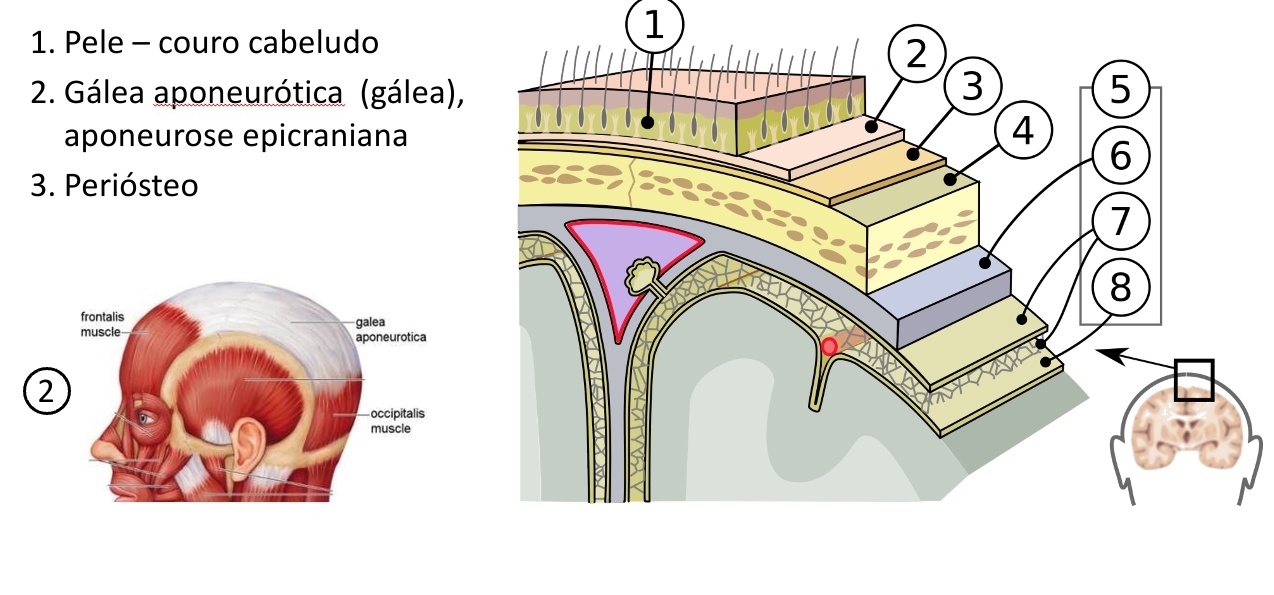 1. Pele – couro cabeludo
2. Gálea aponeurótica (gálea),
aponeurose epicraniana
3. Periósteo
1
2
3
4
5
6
7
8
2
frontalis
muscle
galea
aponeurotica
occipitalis
muscle